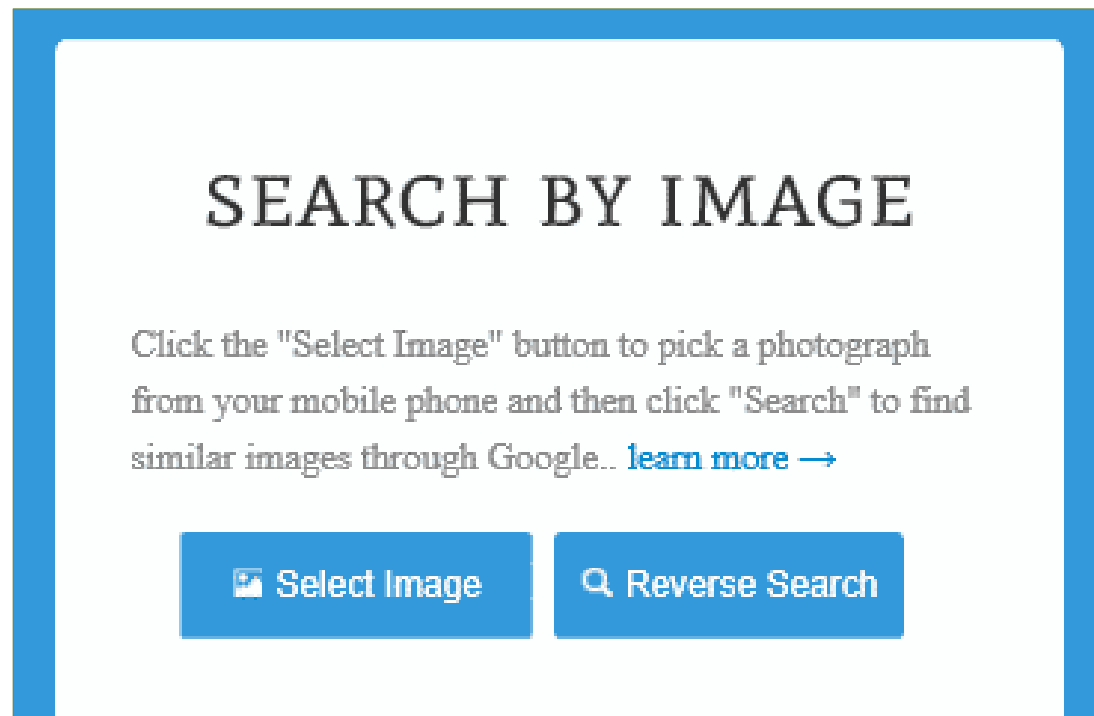 SEARCH BY IMAGE
Click the "Select Image" button to pick a photograph
from your mobile phone and then click "Search" to find
similar images through Google.. learn more →
Select Image
Reverse Search